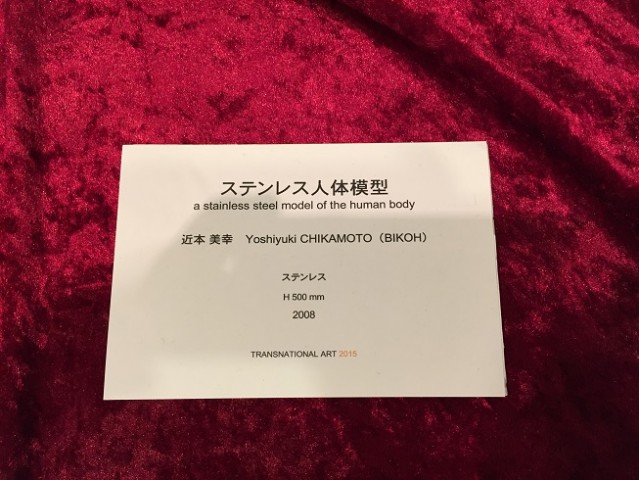 ステンレス人体模型
a stainless steel model of the human body
近本 美幸　Yoshiyuki CHIKAMOTO（BIKOH）
ステンレス
H 500 mm
2008
TRANSNATIONAL ART 2015